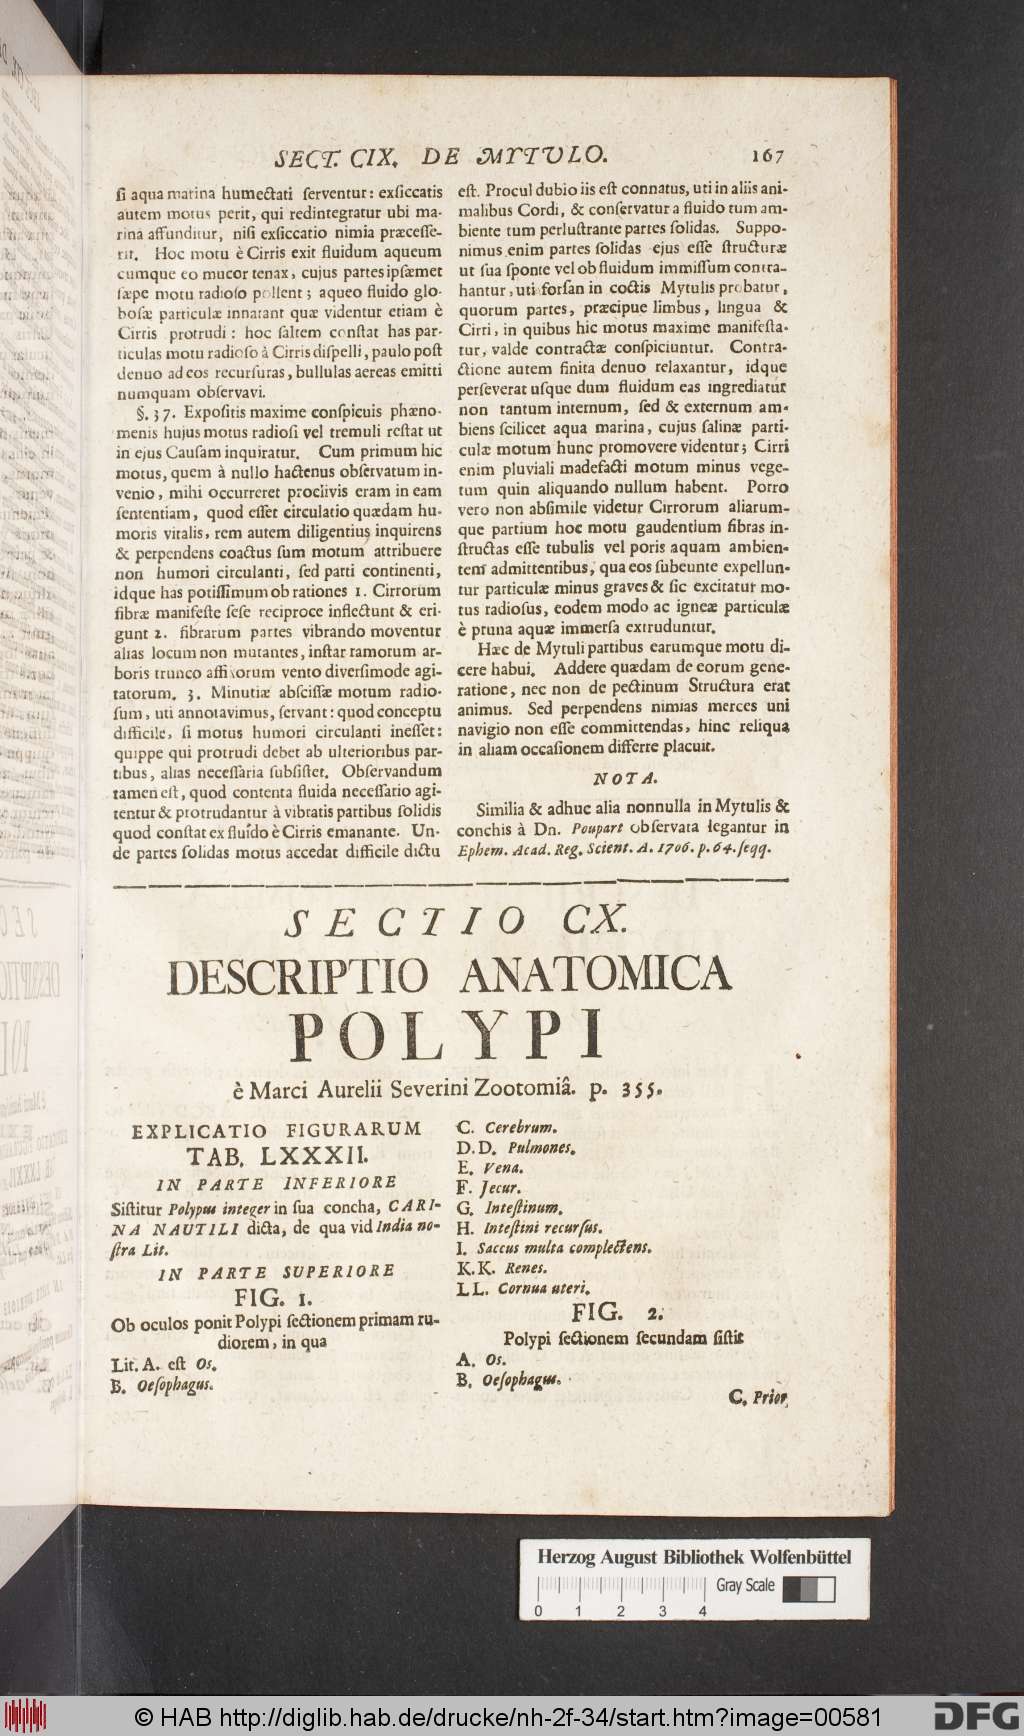 SECT. CIX. DE MYTULO. 167
ſi aqua marina humectati ſerventur: exſiccatis
autem motus perit, qui redintegratur ubi ma-
rina affunditur, niſi exſiccatio nimia præceſſe-
rit. Hoc motu è Cirris exit fluidum aqueum
cumque eo mucor tenax, cujus partes ipſæmet
ſæpe motu radioſo pollent; aqueo fluido glo-
boſæ particulæ innatant quæ videntur etiam è
Cirris protrudi: hoc ſaltem conſtat has par-
ticulas motu radioſo à Cirris diſpelli, paulo poſt
denuo ad eos recurſuras, bullulas aereas emitti
numquam obſervavi.
§. 37. Expoſitis maxime conſpicuis phæno-
menis hujus motus radioſi vel tremuli reſtat ut
in ejus Cauſam inquiratur. Cum primum hic
motus, quem à nullo hactenus obſervatum in-
venio, mihi occurreret proclivis eram in eam
ſententiam, quod eſſet circulatio quædam hu-
moris vitalis, rem autem diligentius inquirens
& perpendens coactus ſum motum attribuere
non humori circulanti, ſed parti continenti,
idque has potiſſimum ob rationes 1. Cirrorum
fibræ manifeſte ſeſe reciproce inflectunt & eri-
gunt 2. fibrarum partes vibrando moventur
alias locum non mutantes, inſtar ramorum ar-
boris trunco affixorum vento diverſimode agi-
tatorum. 3. Minutiæ abſciſſæ motum radio-
ſum, uti annotavimus, ſervant: quod conceptu
difficile, ſi motus humori circulanti ineſſet:
quippe qui protrudi debet ab ulterioribus par-
tibus, alias neceſſaria ſubſiſtet. Obſervandum
tamen eſt, quod contenta fluida neceſſario agi-
tentur & protrudantur à vibratis partibus ſolidis
quod conſtat ex fluido è Cirris emanante. Un-
de partes ſolidas motus accedat difficile dictu
eſt. Procul dubio iis eſt connatus, uti in aliis ani-
malibus Cordi, & conſervatur a fluido tum am-
biente tum perluſtrante partes ſolidas. Suppo-
nimus enim partes ſolidas ejus eſſe ſtructuræ
ut ſua ſponte vel ob fluidum immiſſum contra-
hantur, uti forſan in coctis Mytulis probatur,
quorum partes, præcipue limbus, lingua &
Cirri, in quibus hic motus maxime manifeſta-
tur, valde contractæ conſpiciuntur. Contra-
ctione autem finita denuo relaxantur, idque
perſeverat uſque dum fluidum eas ingrediatur
non tantum internum, ſed & externum am-
biens ſcilicet aqua marina, cujus ſalinæ parti-
culæ motum hunc promovere videntur; Cirri
enim pluviali madefacti motum minus vege-
tum quin aliquando nullum habent. Porro
vero non abſimile videtur Cirrorum aliarum-
que partium hoc motu gaudentium fibras in-
ſtructas eſſe tubulis vel poris aquam ambien-
tem admittentibus, qua eos ſubeunte expellun-
tur particulæ minus graves & ſic excitatur mo-
tus radioſus, eodem modo ac igneæ particulæ
è pruna aquæ immerſa extruduntur.
Hæc de Mytuli partibus earumque motu di-
cere habui. Addere quædam de eorum gene-
ratione, nec non de pectinum Structura erat
animus. Sed perpendens nimias merces uni
navigio non eſſe committendas, hinc reliqua
in aliam occaſionem differre placuit.
NOTA.
Similia & adhuc alia nonnulla in Mytulis &
conchis à Dn. Poupart obſervata legantur in
Ephem. Acad. Reg. Scient. A. 1706. p. 64. ſeqq.
SECTIO CX.
DESCRIPTIO ANATOMICA
POLYPI
è Marci Aurelii Severini Zootomiâ. p. 355.
EXPLICATIO FIGURARUM
TAB. LXXXII.
IN PARTE INFERIORE
Siſtitur Polypus integer in ſua concha, CARI-
NA NAUTILI dicta, de qua vid India no-
ſtra Lit.
IN PARTE SUPERIORE
FIG. 1.
Ob oculos ponit Polypi ſectionem primam ru-
diorem, in qua
Lit. A. eſt Os.
B. Oeſophagus.
C. Cerebrum.
D.D. Pulmones.
E. Vena.
F. Jecur.
G. Inteſtinum.
H. Inteſtini recurſus.
I. Saccus multa complectens.
K.K. Renes.
LL. Cornua uteri.
FIG. 2.
Polypi ſectionem ſecundam ſiſtit
A. Os.
B. Oeſophagus.
C. Prior
Herzog August Bibliothek Wolfenbüttel
Gray Scale
0 1 2 3 4
© HAB http://diglib.hab.de/drucke/nh-2f-34/start.htm?image=00581
DFG